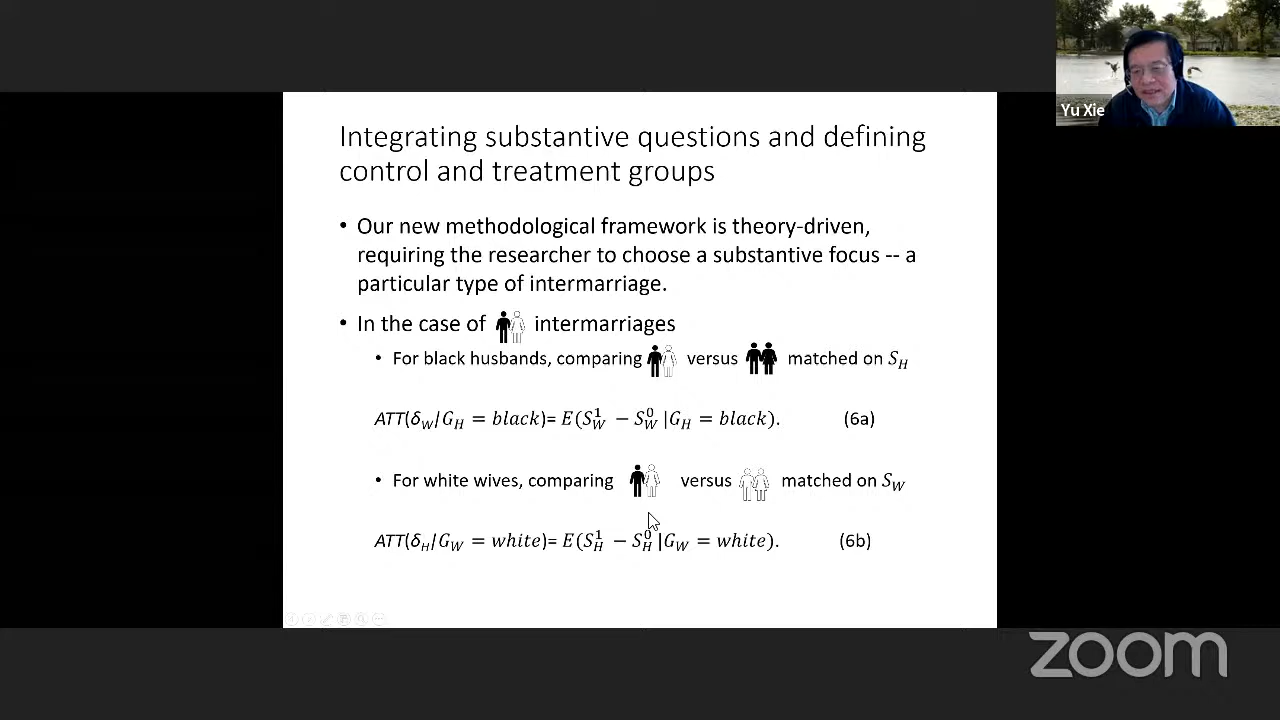 Yu Xie
Integrating substantive questions and defining
control and treatment groups
• Our new methodological framework is theory-driven,
requiring the researcher to choose a substantive focus -- a
particular type of intermarriage.
• In the case of intermarriages
• For black husbands, comparing versus matched on S_H
ATT(δ_W|G_H = black)= E(S_W^1 − S_W^0 |G_H = black). (6a)
• For white wives, comparing versus matched on S_W
ATT(δ_H|G_W = white)= E(S_H^1 − S_H^0 |G_W = white). (6b)
zoom